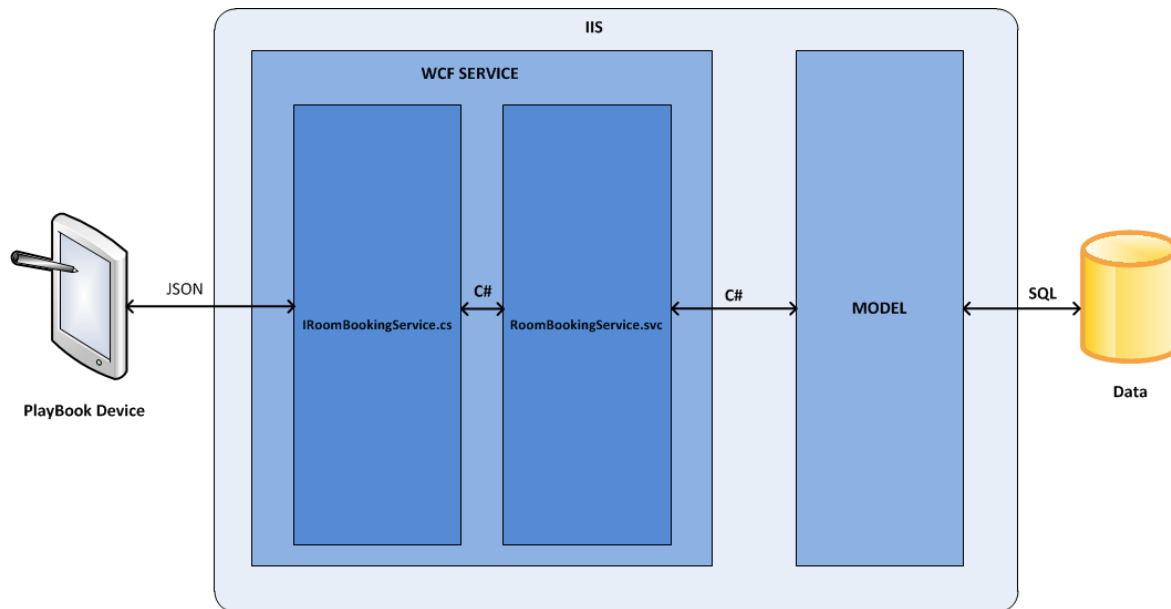 IIS
WCF SERVICE
JSON
C#
C#
SQL
IRoomBookingService.cs
RoomBookingService.svc
MODEL
PlayBook Device
Data